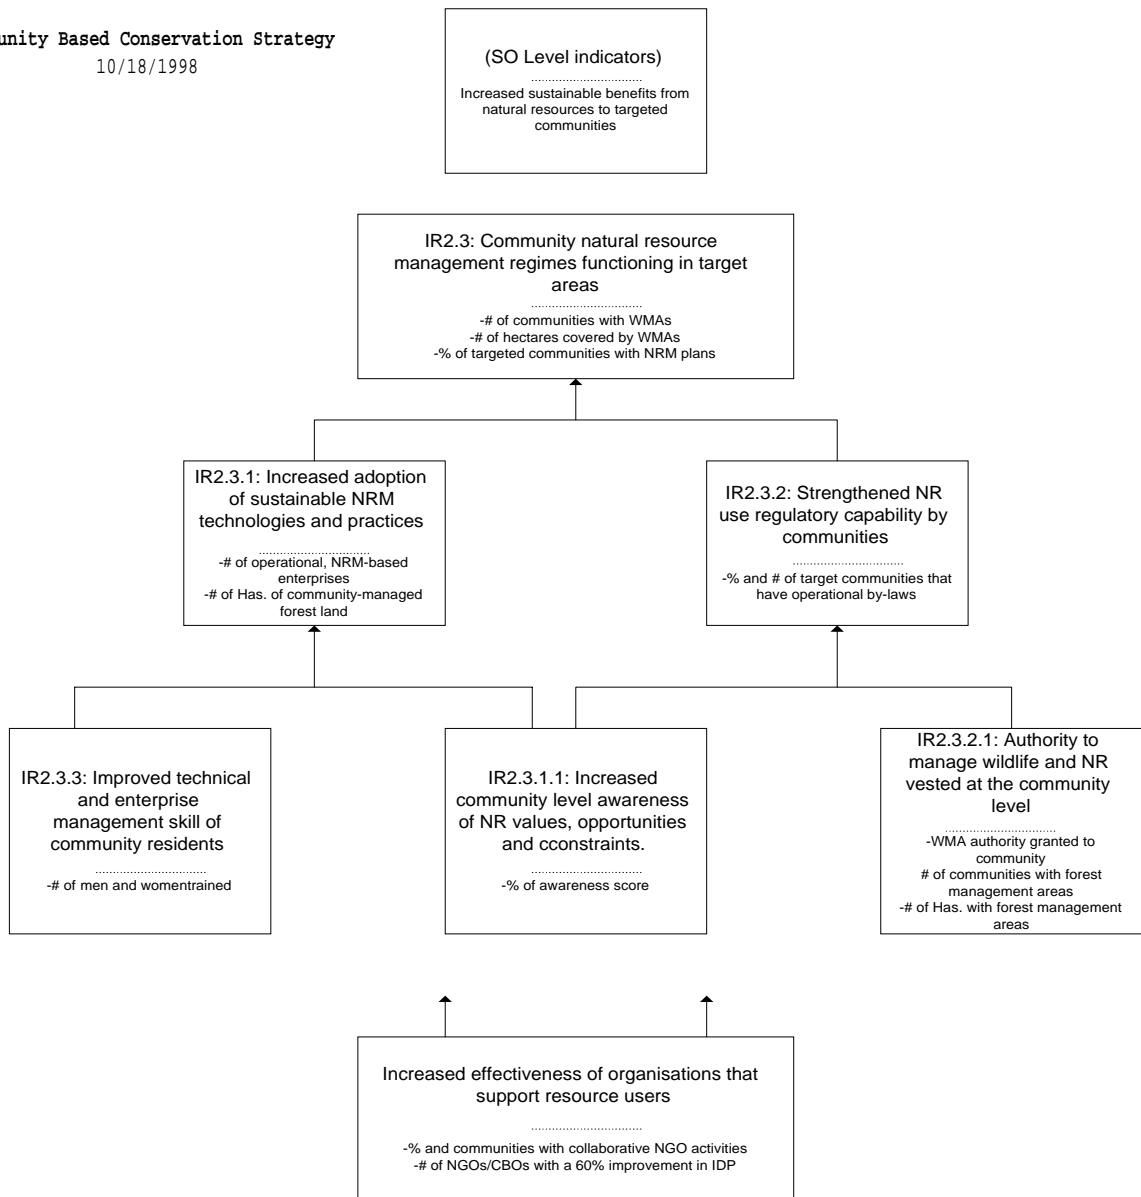 unity Based Conservation Strategy
10/18/1998
(SO Level indicators)
Increased sustainable benefits from
natural resources to targeted
communities
IR2.3: Community natural resource
management regimes functioning in target
areas
-# of communities with WMAs
-# of hectares covered by WMAs
-% of targeted communities with NRM plans
IR2.3.1: Increased adoption
of sustainable NRM
technologies and practices
-# of operational, NRM-based
enterprises
-# of Has. of community-managed
forest land
IR2.3.2: Strengthened NR
use regulatory capability by
communities
-% and # of target communities that
have operational by-laws
IR2.3.3: Improved technical
and enterprise
management skill of
community residents
-# of men and womentrained
IR2.3.1.1: Increased
community level awareness
of NR values, opportunities
and cconstraints.
-% of awareness score
IR2.3.2.1: Authority to
manage wildlife and NR
vested at the community
level
-WMA authority granted to
community
# of communities with forest
management areas
-# of Has. with forest management
areas
Increased effectiveness of organisations that
support resource users
-% and communities with collaborative NGO activities
-# of NGOs/CBOs with a 60% improvement in IDP